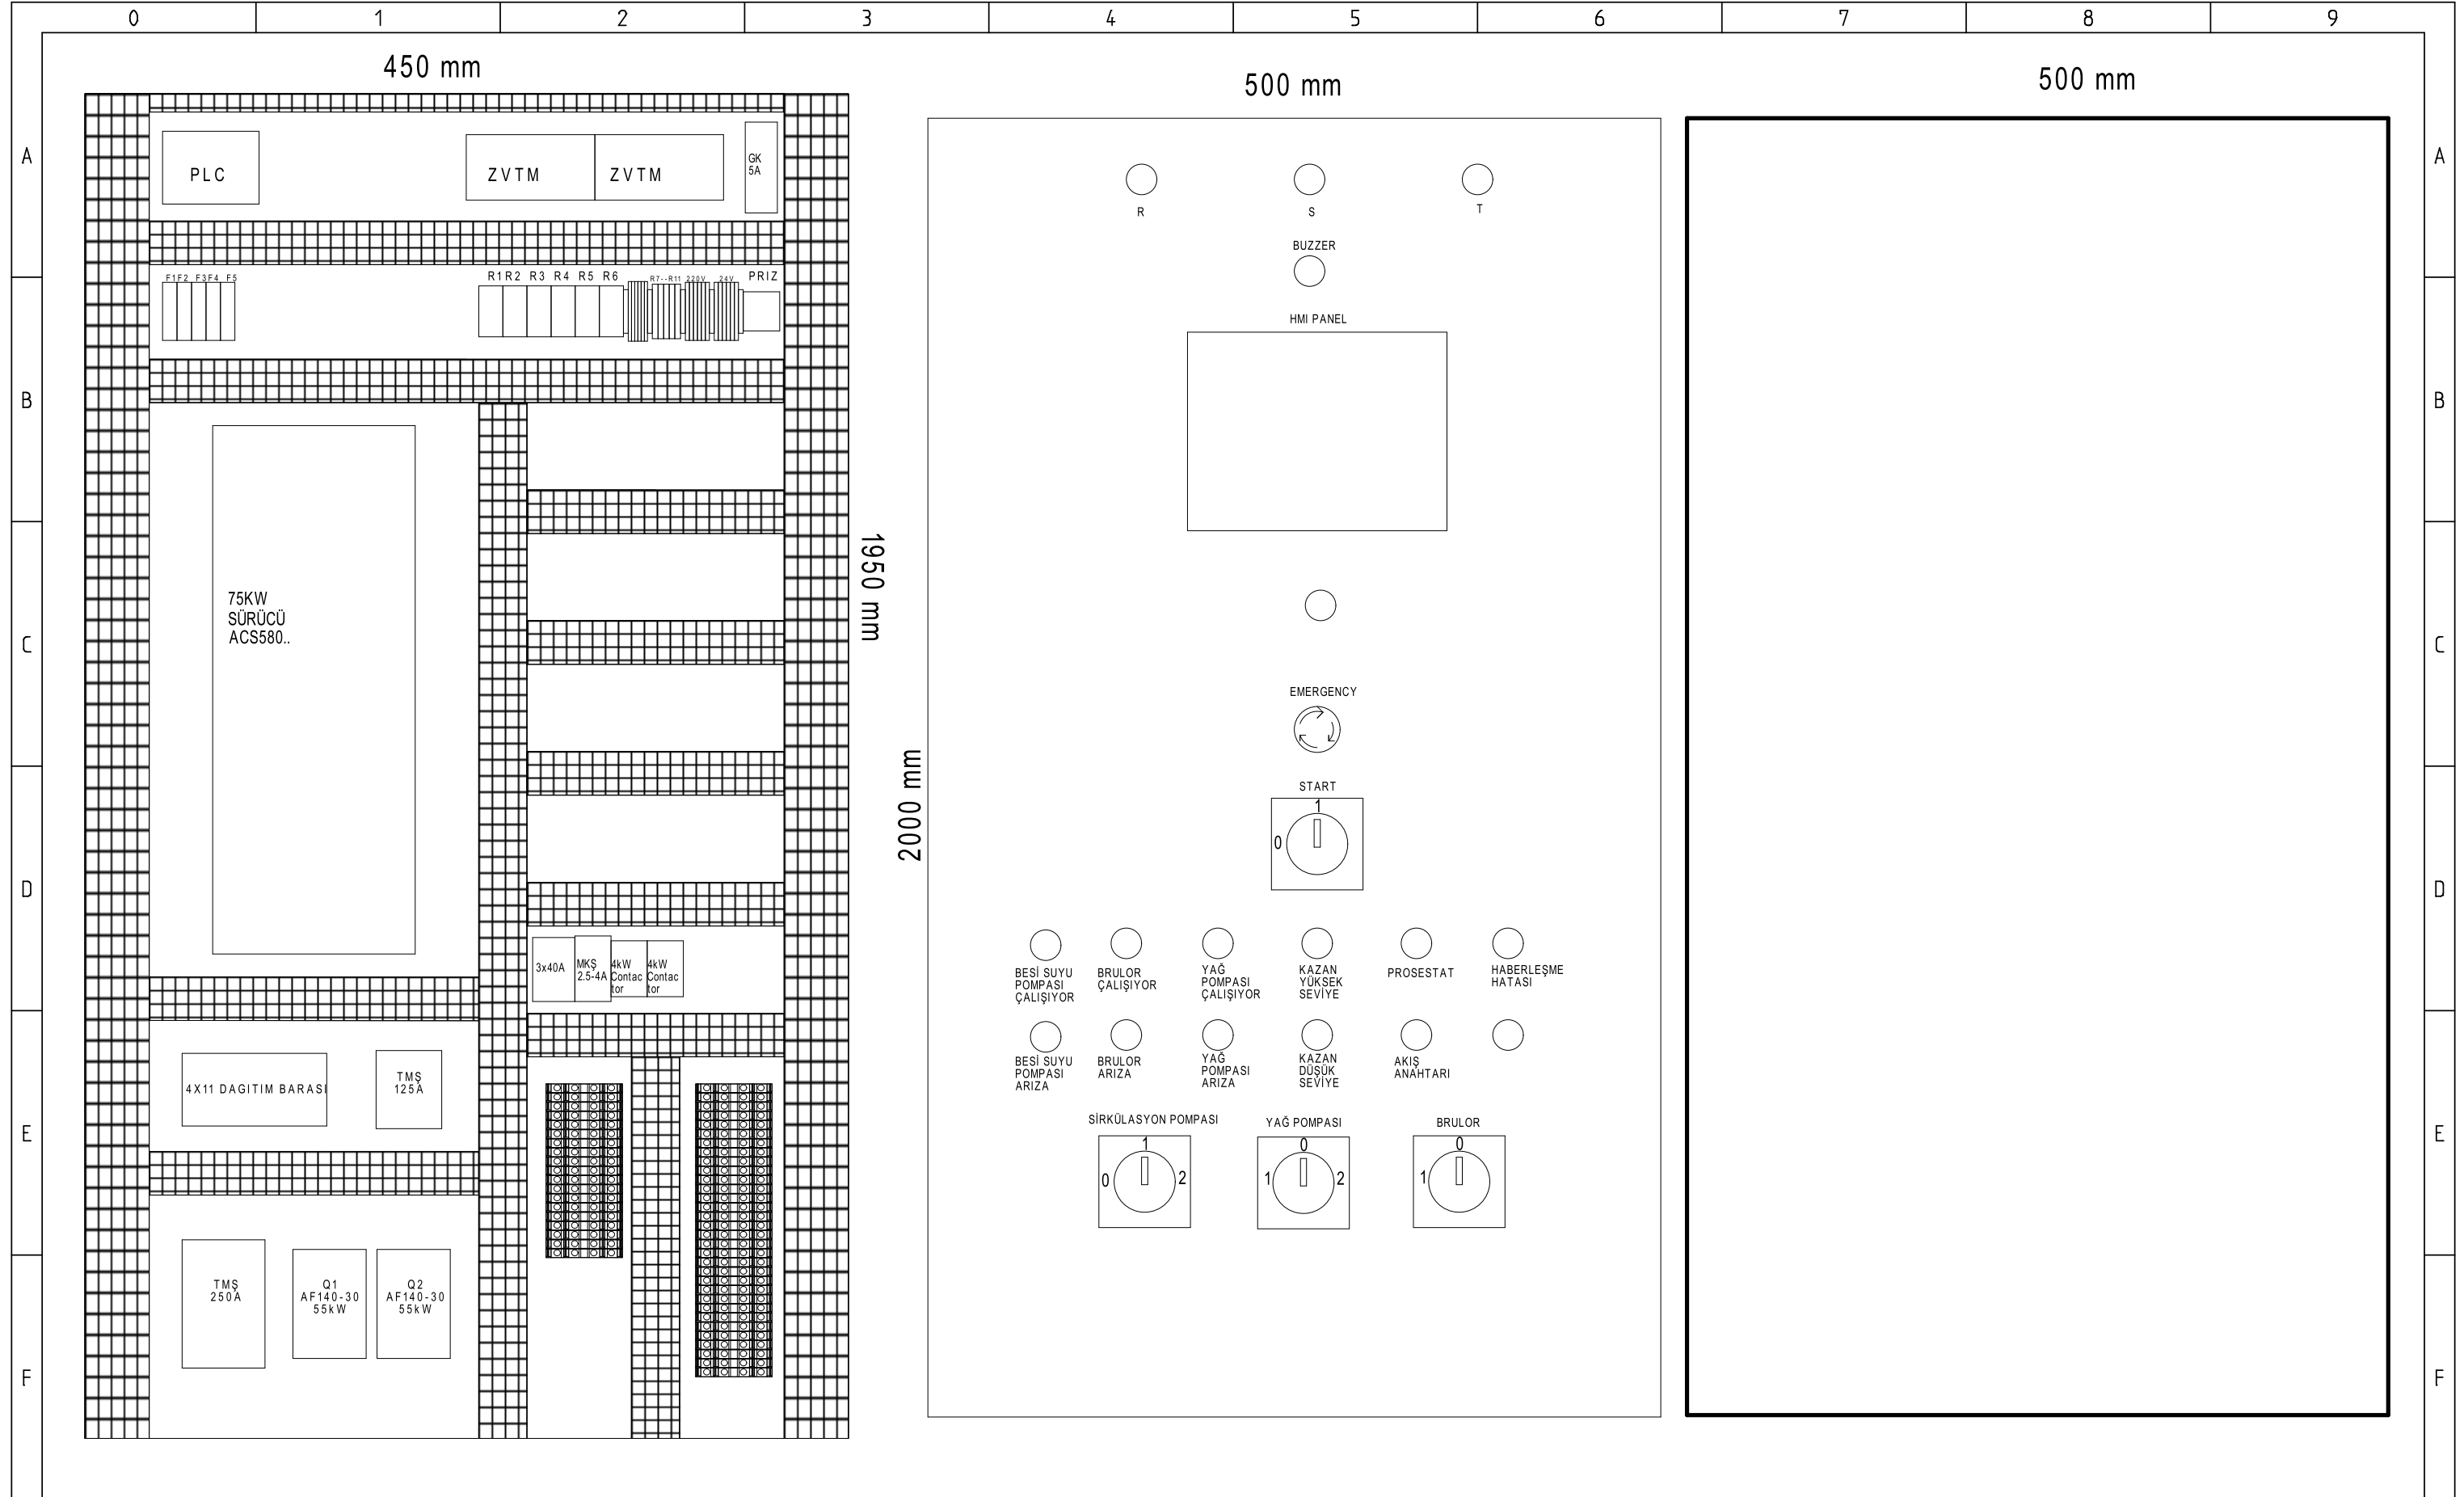 0 1 2 3 4 5 6 7 8 9
450 mm
500 mm
500 mm
A
A
PLC
ZVTM
ZVTM
GK
5A
R
S
T
BUZZER
F1F2 F3F4 F5
R1R2 R3 R4 R5 R6
R7--R11 220V 24V
PRIZ
HMI PANEL
B
B
75KW
SÜRÜCÜ
ACS580..
1950 mm
C
C
EMERGENCY
2000 mm
START
1
0
D
D
3x40A
MKŞ
2.5-4A
4kW
Contac
tor
4kW
Contac
tor
BESİ SUYU
POMPASI
ÇALIŞIYOR
BRULOR
ÇALIŞIYOR
YAĞ
POMPASI
ÇALIŞIYOR
KAZAN
YÜKSEK
SEVİYE
PROSESTAT
HABERLEŞME
HATASI
4X11 DAGITIM BARASI
TMŞ
125A
BESİ SUYU
POMPASI
ARIZA
BRULOR
ARIZA
YAĞ
POMPASI
ARIZA
KAZAN
DÜŞÜK
SEVİYE
AKIŞ
ANAHTARI
E
E
SİRKÜLASYON POMPASI
1
0 2
YAĞ POMPASI
0
1 2
BRULOR
0
1
TMŞ
250A
Q1
AF140-30
55kW
Q2
AF140-30
55kW
F
F